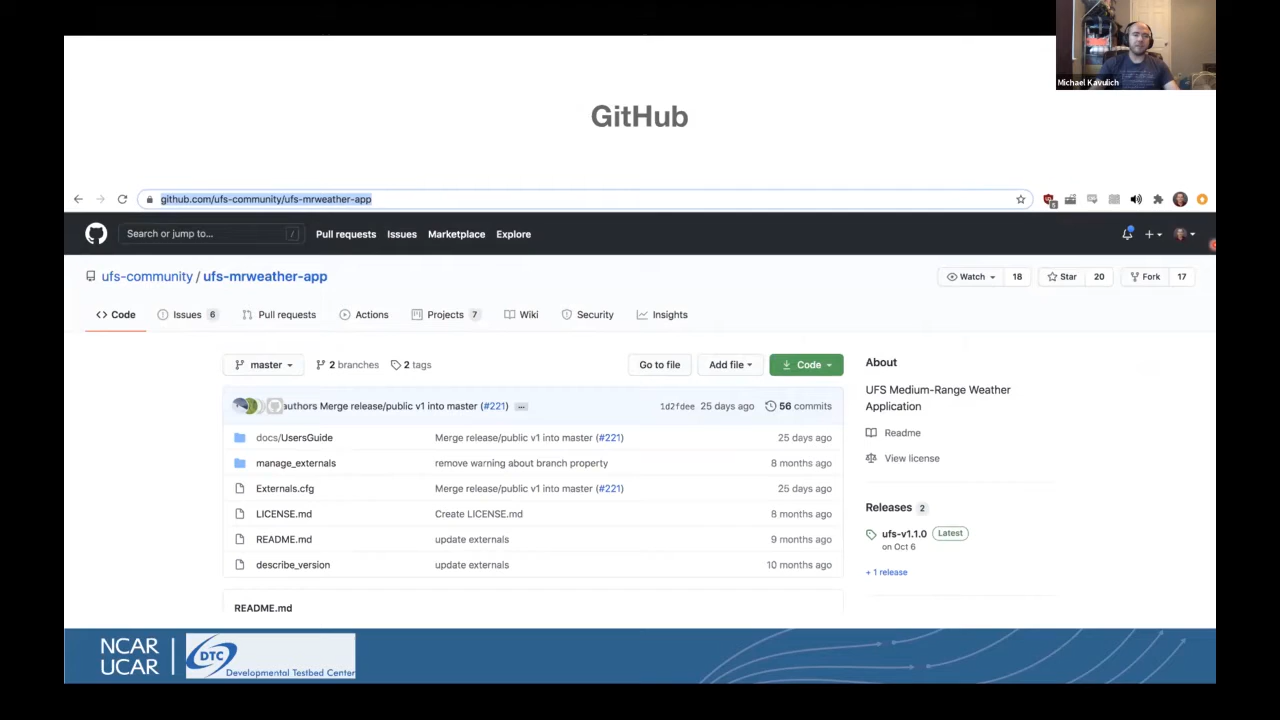 Michael Kavulich
GitHub
github.com/ufs-community/ufs-mrweather-app
5
Search or jump to... /
Pull requests Issues Marketplace Explore
ufs-community / ufs-mrweather-app
Watch 18 Star 20 Fork 17
<> Code Issues 6 Pull requests Actions Projects 7 Wiki Security Insights
master 2 branches 2 tags Go to file Add file Code
authors Merge release/public v1 into master (#221) ... 1d2fdee 25 days ago 56 commits
docs/UsersGuide Merge release/public v1 into master (#221) 25 days ago
manage_externals remove warning about branch property 8 months ago
Externals.cfg Merge release/public v1 into master (#221) 25 days ago
LICENSE.md Create LICENSE.md 8 months ago
README.md update externals 9 months ago
describe_version update externals 10 months ago
README.md
About
UFS Medium-Range Weather
Application
Readme
View license
Releases 2
ufs-v1.1.0 Latest
on Oct 6
+ 1 release
NCAR
UCAR
DTC
Developmental Testbed Center